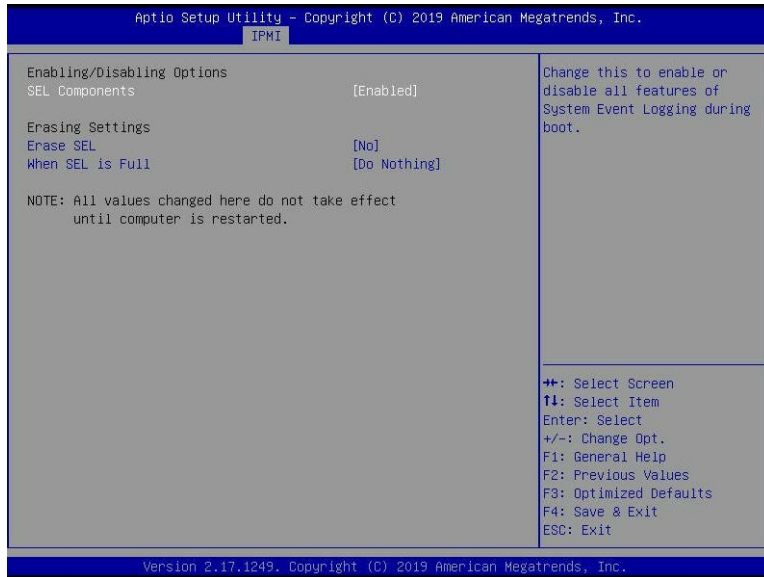 Aptio Setup Utility – Copyright (C) 2019 American Megatrends, Inc.
IPMI
Enabling/Disabling Options
SEL Components [Enabled]
Erasing Settings
Erase SEL [No]
When SEL is Full [Do Nothing]
NOTE: All values changed here do not take effect
until computer is restarted.
Change this to enable or
disable all features of
System Event Logging during
boot.
→←: Select Screen
↑↓: Select Item
Enter: Select
+/-: Change Opt.
F1: General Help
F2: Previous Values
F3: Optimized Defaults
F4: Save & Exit
ESC: Exit
Version 2.17.1249. Copyright (C) 2019 American Megatrends, Inc.